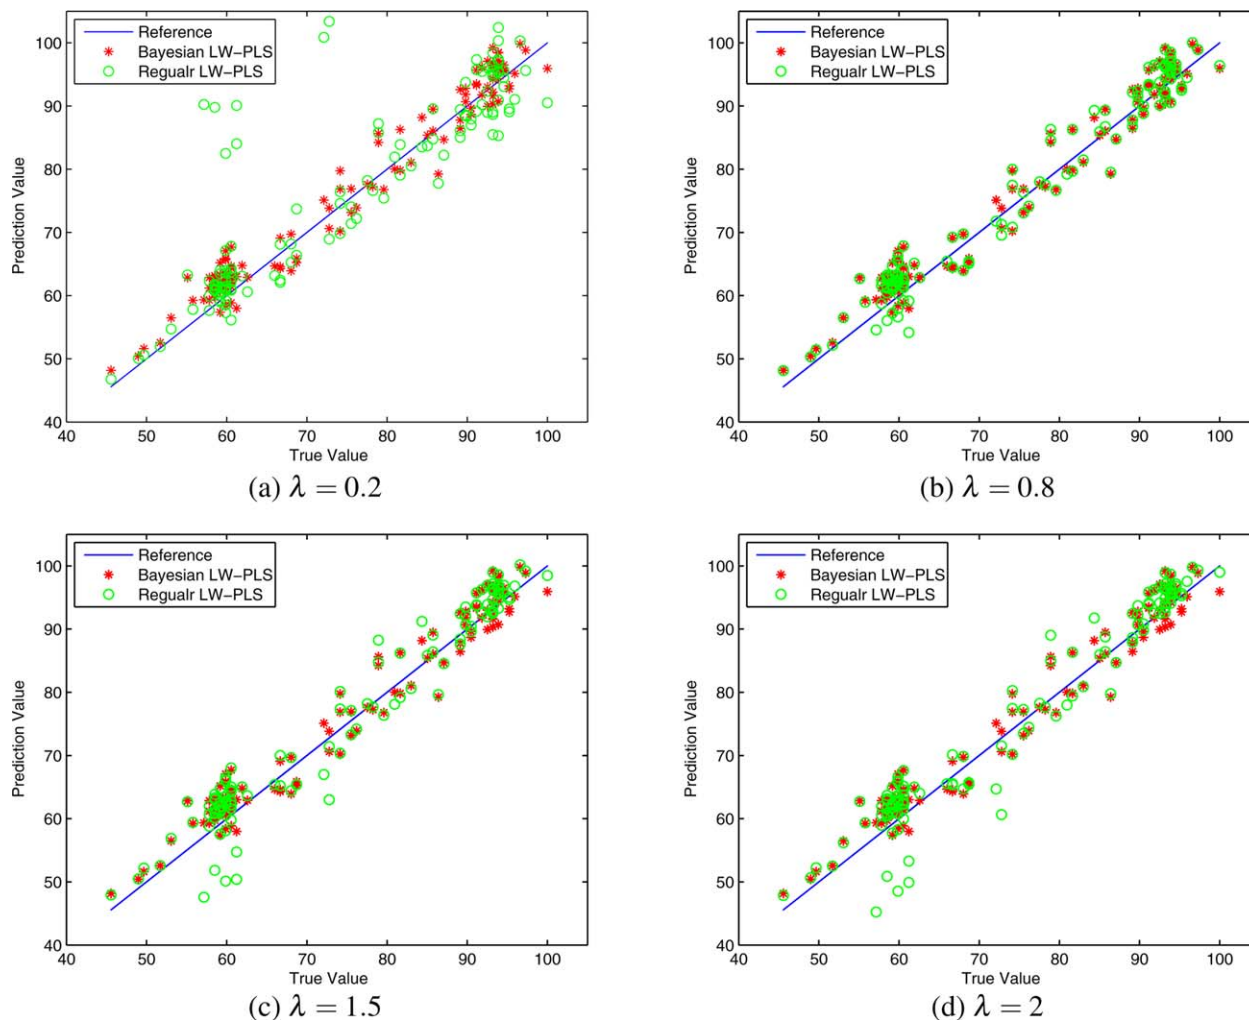 Reference
Bayesian LW-PLS
Regualr LW-PLS
Prediction Value
100
90
80
70
60
50
40
40 50 60 70 80 90 100
True Value
(a) λ = 0.2
Reference
Bayesian LW-PLS
Regualr LW-PLS
Prediction Value
100
90
80
70
60
50
40
40 50 60 70 80 90 100
True Value
(b) λ = 0.8
Reference
Bayesian LW-PLS
Regualr LW-PLS
Prediction Value
100
90
80
70
60
50
40
40 50 60 70 80 90 100
True Value
(c) λ = 1.5
Reference
Bayesian LW-PLS
Regualr LW-PLS
Prediction Value
100
90
80
70
60
50
40
40 50 60 70 80 90 100
True Value
(d) λ = 2